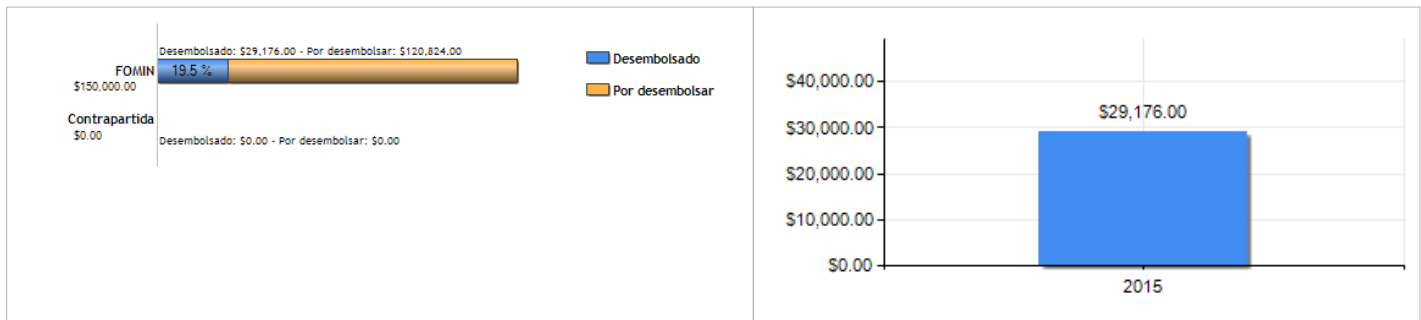 Desembolsado: $29,176.00 - Por desembolsar: $120,824.00
FOMIN
19.5 %
$150,000.00
Contrapartida
$0.00
Desembolsado: $0.00 - Por desembolsar: $0.00
Desembolsado
Por desembolsar
$40,000.00
$30,000.00
$20,000.00
$10,000.00
$0.00
$29,176.00
2015